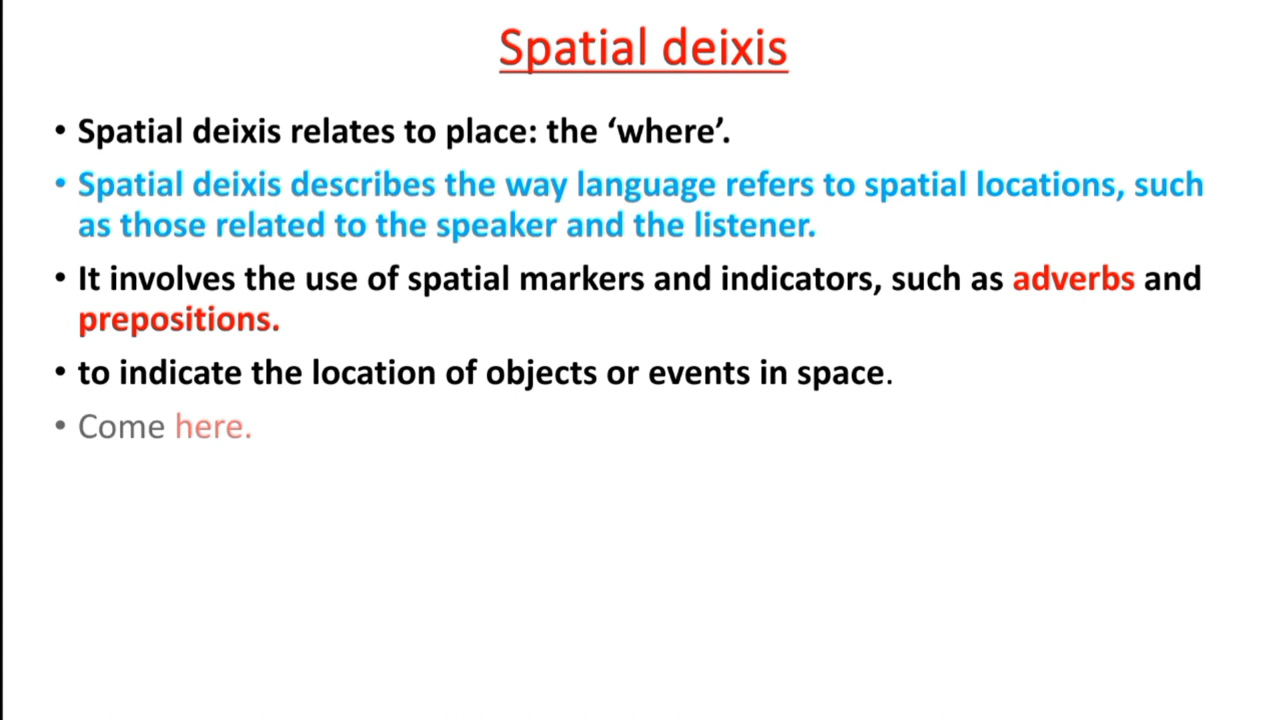 Spatial deixis
• Spatial deixis relates to place: the ‘where’.
• Spatial deixis describes the way language refers to spatial locations, such
as those related to the speaker and the listener.
• It involves the use of spatial markers and indicators, such as adverbs and
prepositions.
• to indicate the location of objects or events in space.
• Come here.